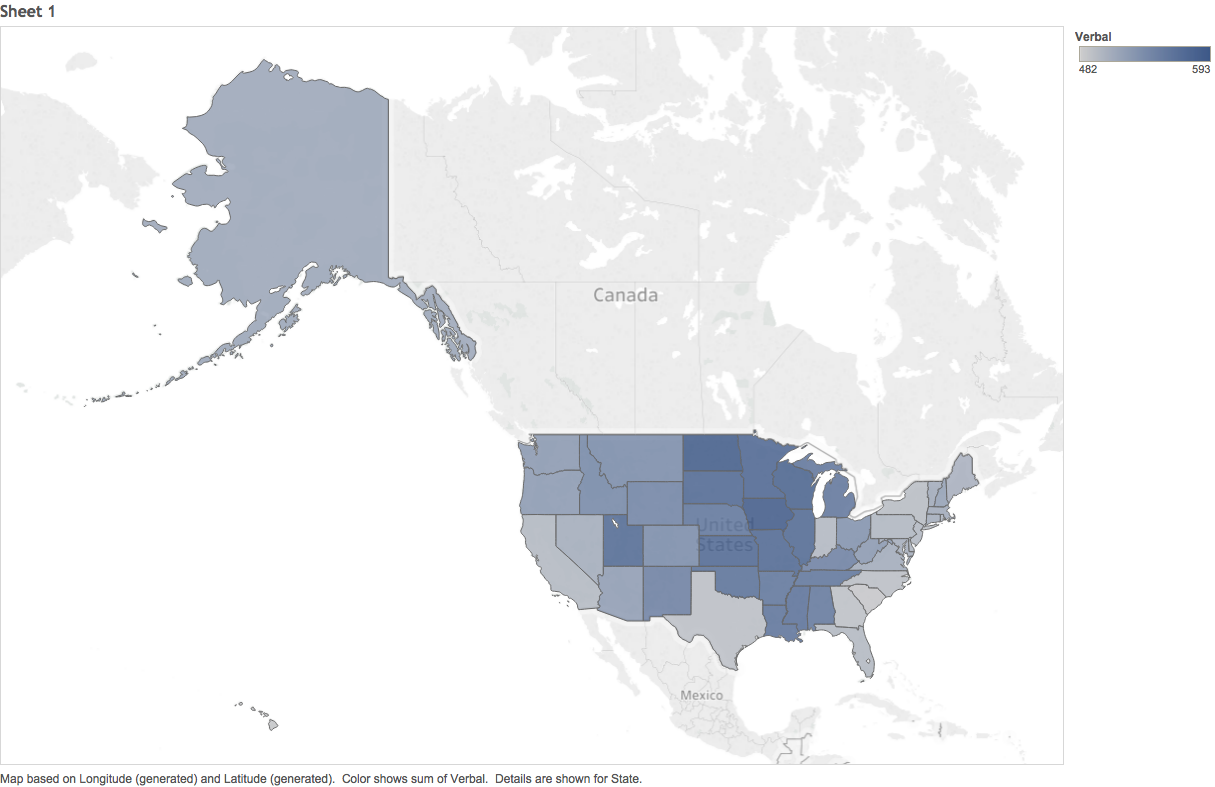 Sheet 1
Verbal
482 593
Canada
United
States
Mexico
Map based on Longitude (generated) and Latitude (generated).  Color shows sum of Verbal.  Details are shown for State.